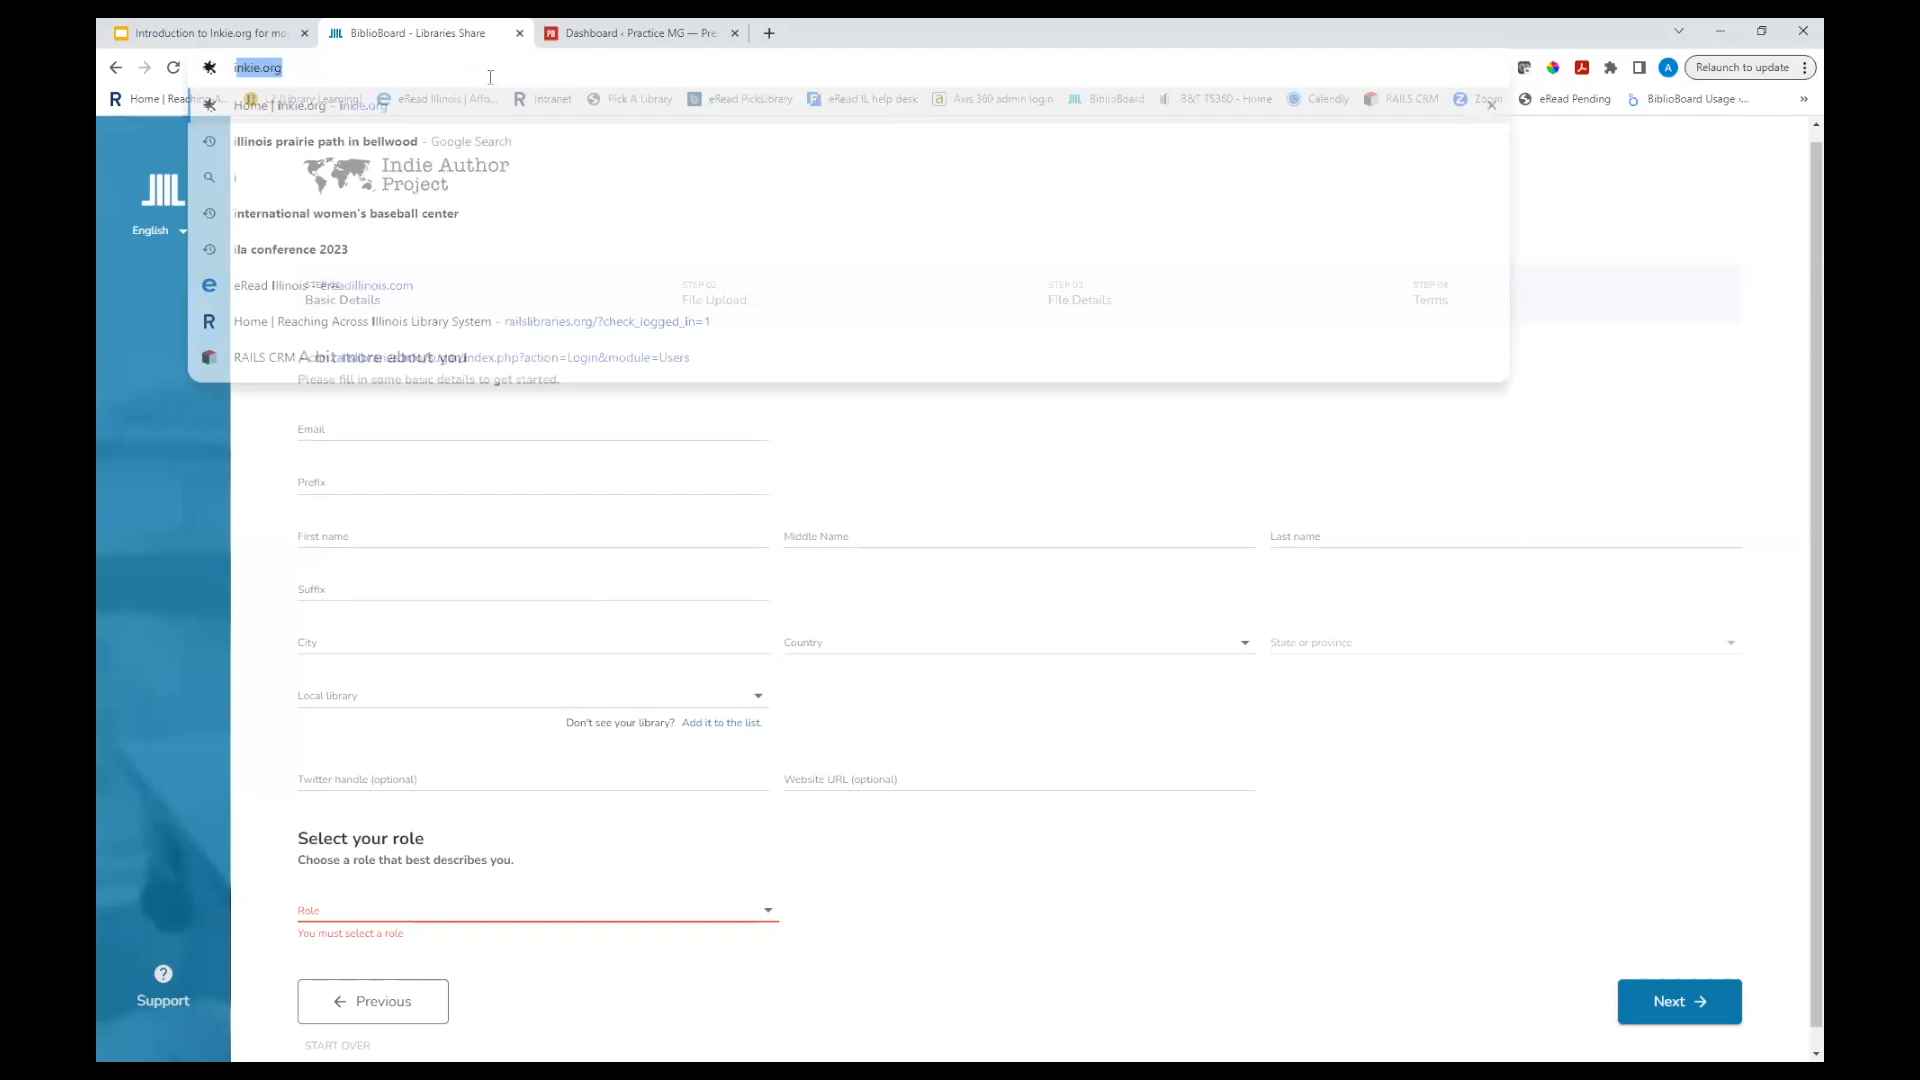 Introduction to Inkie.org for mo
BiblioBoard - Libraries Share
Dashboard ‹ Practice MG — Pre
inkie.org
Relaunch to update
Home | Reaching A...
L2 (Library Learning)
eRead Illinois | Affo...
Intranet
Pick A Library
eRead PickLibrary
eRead IL help desk
Axis 360 admin login
BiblioBoard
B&T TS360 - Home
Calendly
RAILS CRM
Zoom
eRead Pending
BiblioBoard Usage ›...
»
Home | Inkie.org - inkie.org
illinois prairie path in bellwood - Google Search
Indie Author
Project
i
international women's baseball center
ila conference 2023
English
eRead Illinois - ereadillinois.com
STEP 01
Basic Details
STEP 02
File Upload
STEP 03
File Details
STEP 04
Terms
Home | Reaching Across Illinois Library System - railslibraries.org/?check_logged_in=1
RAILS CRM
index.php?action=Login&module=Users
A bit more about you
Please fill in some basic details to get started.
Email
Prefix
First name
Middle Name
Last name
Suffix
City
Country
State or province
Local library
Don't see your library? Add it to the list.
Twitter handle (optional)
Website URL (optional)
Select your role
Choose a role that best describes you.
Role
You must select a role
Support
Previous
Next
START OVER